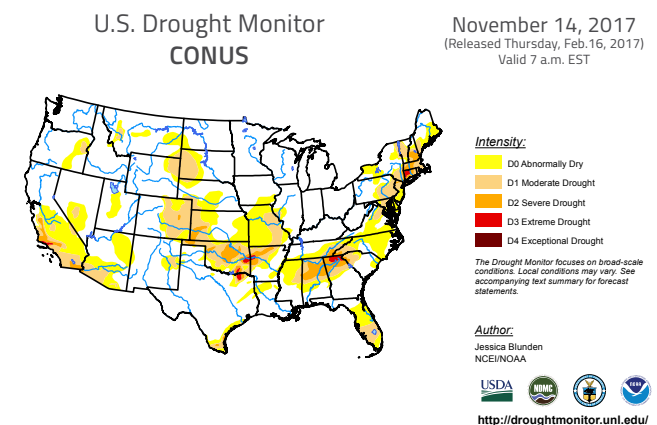 U.S. Drought Monitor
CONUS
November 14, 2017
(Released Thursday, Feb.16, 2017)
Valid 7 a.m. EST
Intensity:
D0 Abnormally Dry
D1 Moderate Drought
D2 Severe Drought
D3 Extreme Drought
D4 Exceptional Drought
The Drought Monitor focuses on broad-scale
conditions. Local conditions may vary. See
accompanying text summary for forecast
statements.
Author:
Jessica Blunden
NCEI/NOAA
USDA
NDMC
NOAA
http://droughtmonitor.unl.edu/